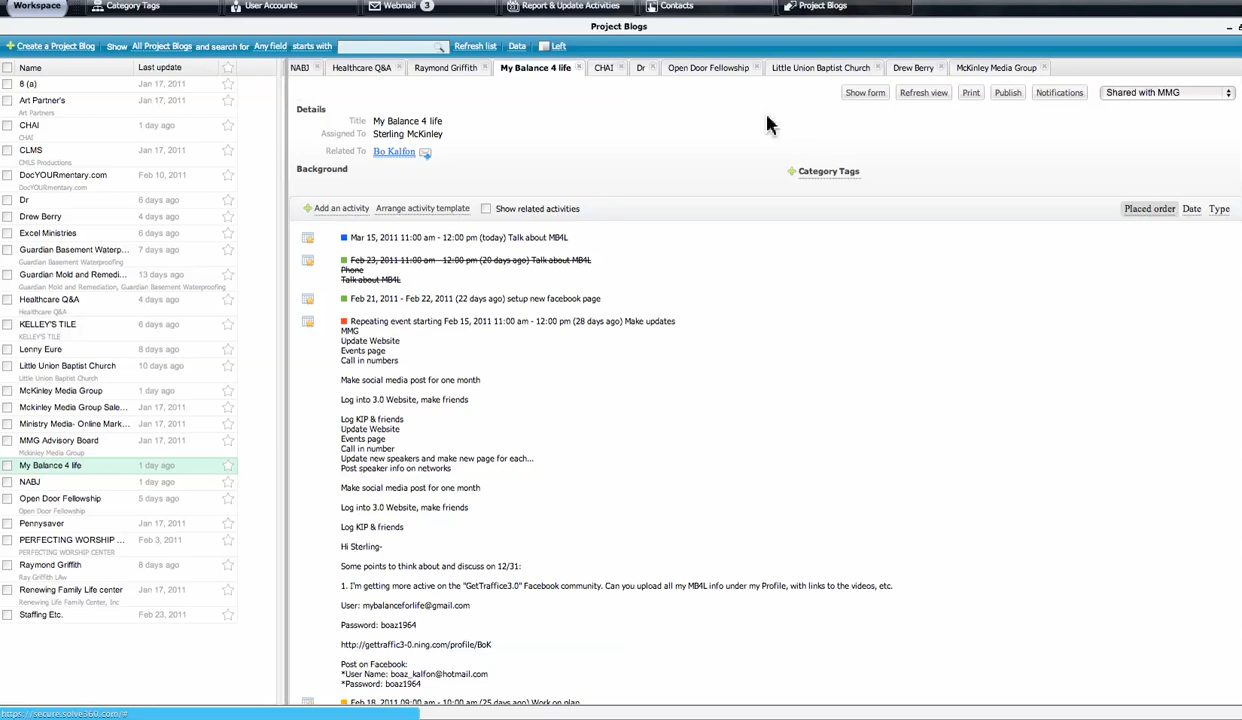 Workspace Category Tags User Accounts Webmail 3 Report & Update Activities Contacts Project Blogs
Project Blogs
Create a Project Blog Show All Project Blogs and search for Any field starts with Refresh list Data Left
Name Last update
8 (a) Jan 17, 2011
Art Partner's Jan 17, 2011
Art Partners
CHAI 1 day ago
CHAI
CLMS Jan 17, 2011
CMLS Productions
DocYOURmentary.com Feb 10, 2011
DocYOURmentary.com
Dr 6 days ago
Drew Berry 4 days ago
Excel Ministries 6 days ago
Guardian Basement Waterp... 7 days ago
Guardian Basement Waterproofing
Guardian Mold and Remedi... 13 days ago
Guardian Mold and Remediation, Guardian Basement Waterproofing
Healthcare Q&A 4 days ago
Healthcare Q&A
KELLEY'S TILE 6 days ago
KELLEY'S TILE
Lenny Eure 8 days ago
Little Union Baptist Church 10 days ago
Little Union Baptist Church
McKinley Media Group 1 day ago
Mckinley Media Group Sale... Jan 17, 2011
Ministry Media- Online Mark... Jan 17, 2011
MMG Advisory Board Jan 17, 2011
Mckinley Media Group
My Balance 4 life 1 day ago
NABJ 1 day ago
Open Door Fellowship 5 days ago
Open Door Fellowship
Pennysaver Jan 17, 2011
PERFECTING WORSHIP ... Feb 3, 2011
PERFECTING WORSHIP CENTER
Raymond Griffith 8 days ago
Ray Griffith LAw
Renewing Family Life center Jan 17, 2011
Renewing Life Family Center, Inc
Staffing Etc. Feb 23, 2011
NABJ Healthcare Q&A Raymond Griffith My Balance 4 life CHAI Dr Open Door Fellowship Little Union Baptist Church Drew Berry McKinley Media Group
Show form Refresh view Print Publish Notifications Shared with MMG
Details
Title My Balance 4 life
Assigned To Sterling McKinley
Related To Bo Kalfon
Background
Category Tags
Add an activity Arrange activity template Show related activities Placed order Date Type
Mar 15, 2011 11:00 am - 12:00 pm (today) Talk about MB4L
Feb 23, 2011 11:00 am - 12:00 pm (20 days ago) Talk about MB4L
Phone
Talk about MB4L
Feb 21, 2011 - Feb 22, 2011 (22 days ago) setup new facebook page
Repeating event starting Feb 15, 2011 11:00 am - 12:00 pm (28 days ago) Make updates
MMG
Update Website
Events page
Call in numbers
Make social media post for one month
Log into 3.0 Website, make friends
Log KIP & friends
Update Website
Events page
Call in number
Update new speakers and make new page for each...
Post speaker info on networks
Make social media post for one month
Log into 3.0 Website, make friends
Log KIP & friends
Hi Sterling-
Some points to think about and discuss on 12/31:
1. I'm getting more active on the "GetTraffice3.0" Facebook community. Can you upload all my MB4L info under my Profile, with links to the videos, etc.
User: mybalanceforlife@gmail.com
Password: boaz1964
http://gettraffic3-0.ning.com/profile/BoK
Post on Facebook:
*User Name: boaz_kalfon@hotmail.com
*Password: boaz1964
Feb 18, 2011 09:00 am - 10:00 am (25 days ago) Work on plan
https://secure.solve360.com/#